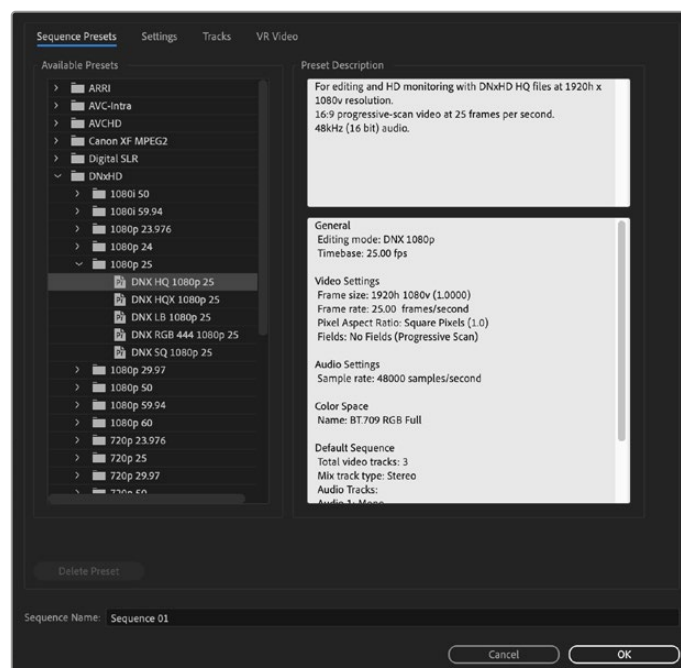 Sequence Presets Settings Tracks VR Video
Available Presets
ARRI
AVC-Intra
AVCHD
Canon XF MPEG2
Digital SLR
DNxHD
1080i 50
1080i 59.94
1080p 23.976
1080p 24
1080p 25
DNX HQ 1080p 25
DNX HQX 1080p 25
DNX LB 1080p 25
DNX RGB 444 1080p 25
DNX SQ 1080p 25
1080p 29.97
1080p 50
1080p 59.94
1080p 60
720p 23.976
720p 25
720p 29.97
720p 50
Preset Description
For editing and HD monitoring with DNxHD HQ files at 1920h x
1080v resolution.
16:9 progressive-scan video at 25 frames per second.
48kHz (16 bit) audio.
General
Editing mode: DNX 1080p
Timebase: 25.00 fps
Video Settings
Frame size: 1920h 1080v (1.0000)
Frame rate: 25.00 frames/second
Pixel Aspect Ratio: Square Pixels (1.0)
Fields: No Fields (Progressive Scan)
Audio Settings
Sample rate: 48000 samples/second
Color Space
Name: BT.709 RGB Full
Default Sequence
Total video tracks: 3
Mix track type: Stereo
Audio Tracks:
Audio 1: Mono
Delete Preset
Sequence Name: Sequence 01
Cancel OK